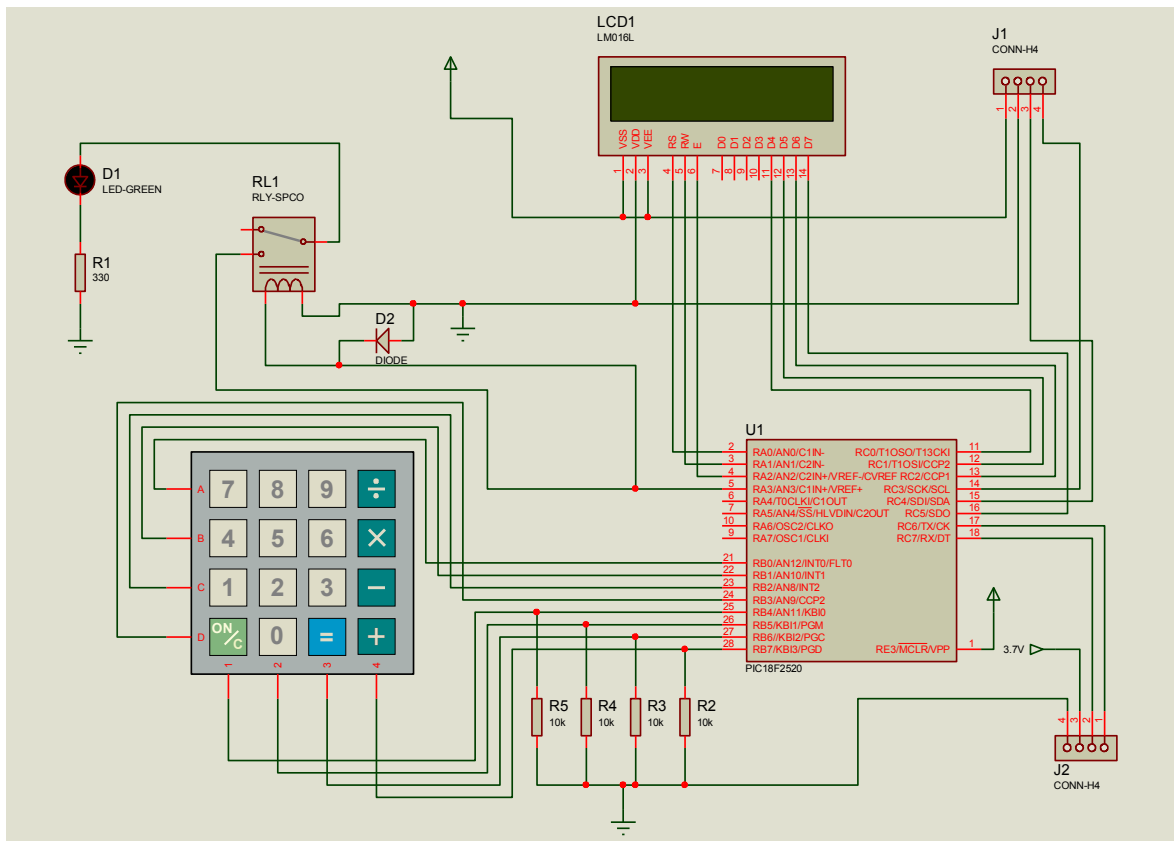 LCD1
LM016L
VSS VDD VEE RS RW E D0 D1 D2 D3 D4 D5 D6 D7
1 2 3 4 5 6 7 8 9 10 11 12 13 14
J1
CONN-H4
1 2 3 4
D1
LED-GREEN
RL1
RLY-SPCO
R1
330
D2
DIODE
U1
2 RA0/AN0/C1IN- RC0/T1OSO/T13CKI 11
3 RA1/AN1/C2IN- RC1/T1OSI/CCP2 12
4 RA2/AN2/C2IN+/VREF-/CVREF RC2/CCP1 13
5 RA3/AN3/C1IN+/VREF+ RC3/SCK/SCL 14
6 RA4/T0CLKI/C1OUT RC4/SDI/SDA 15
7 RA5/AN4/SS/HLVDIN/C2OUT RC5/SDO 16
10 RA6/OSC2/CLKO RC6/TX/CK 17
9 RA7/OSC1/CLKI RC7/RX/DT 18
21 RB0/AN12/INT0/FLT0
22 RB1/AN10/INT1
23 RB2/AN8/INT2
24 RB3/AN9/CCP2
25 RB4/AN11/KBI0
26 RB5/KBI1/PGM
27 RB6//KBI2/PGC
28 RB7/KBI3/PGD RE3/MCLR/VPP 1
PIC18F2520
3.7V
A 7 8 9 ÷
B 4 5 6 ×
C 1 2 3 −
D ON/C 0 = +
1 2 3 4
R5
10k
R4
10k
R3
10k
R2
10k
4 3 2 1
J2
CONN-H4